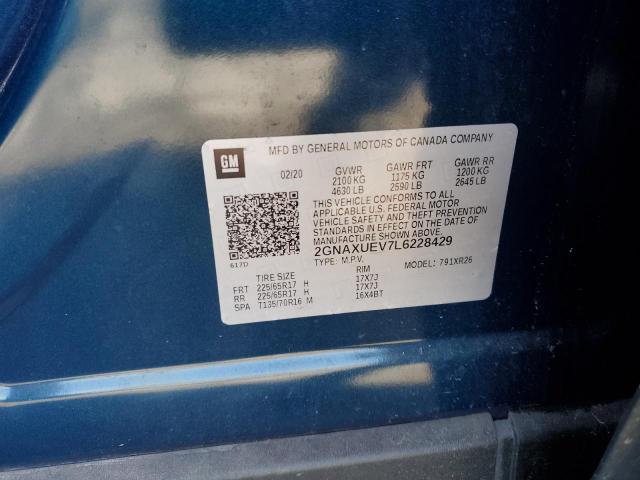 GM
MFD BY GENERAL MOTORS OF CANADA COMPANY
02/20 GVWR GAWR FRT GAWR RR
2100 KG 1175 KG 1200 KG
4630 LB 2590 LB 2645 LB
THIS VEHICLE CONFORMS TO ALL
APPLICABLE U.S. FEDERAL MOTOR
VEHICLE SAFETY AND THEFT PREVENTION
STANDARDS IN EFFECT ON THE DATE OF
MANUFACTURE SHOWN ABOVE.
2GNAXUEV7L6228429
617D TYPE: M.P.V. MODEL: 791XR26
TIRE SIZE RIM
FRT 225/65R17 H 17X7J
RR 225/65R17 H 17X7J
SPA T135/70R16 M 16X4BT